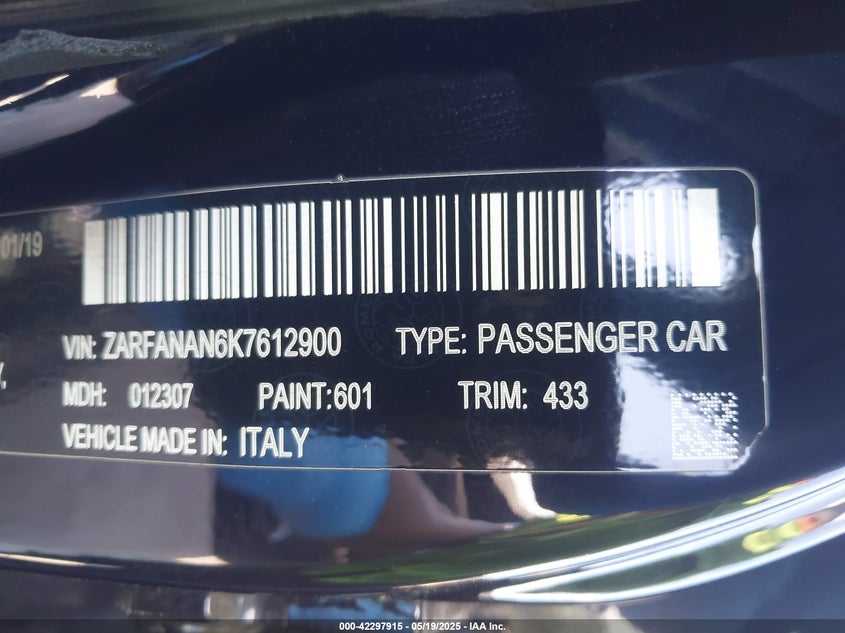 01/19
VIN: ZARFANAN6K7612900 TYPE: PASSENGER CAR
MDH: 012307 PAINT:601 TRIM: 433
VEHICLE MADE IN: ITALY
000-42297915 - 05/19/2025 - IAA Inc.